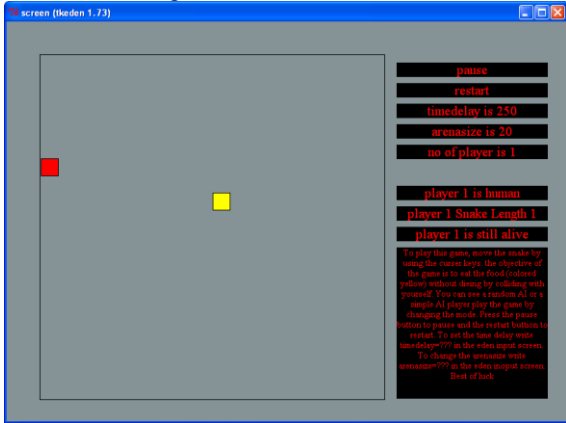 screen (tkeden 1.73)
pause
restart
timedelay is 250
arenasize is 20
no of player is 1
player 1 is human
player 1 Snake Length 1
player 1 is still alive
To play this game, move the snake by
using the curser keys, the objective of
the game is to eat the food (colored
yellow) without dieing by colliding with
yourself. You can see a random AI or a
simple AI player play the game by
changing the mode. Press the pause
button to pause and the restart button to
restart. To set the time delay write
timedelay=??? in the eden input screen.
To change the arenasize write
arenasize=??? in the eden inoput screen
Best of luck